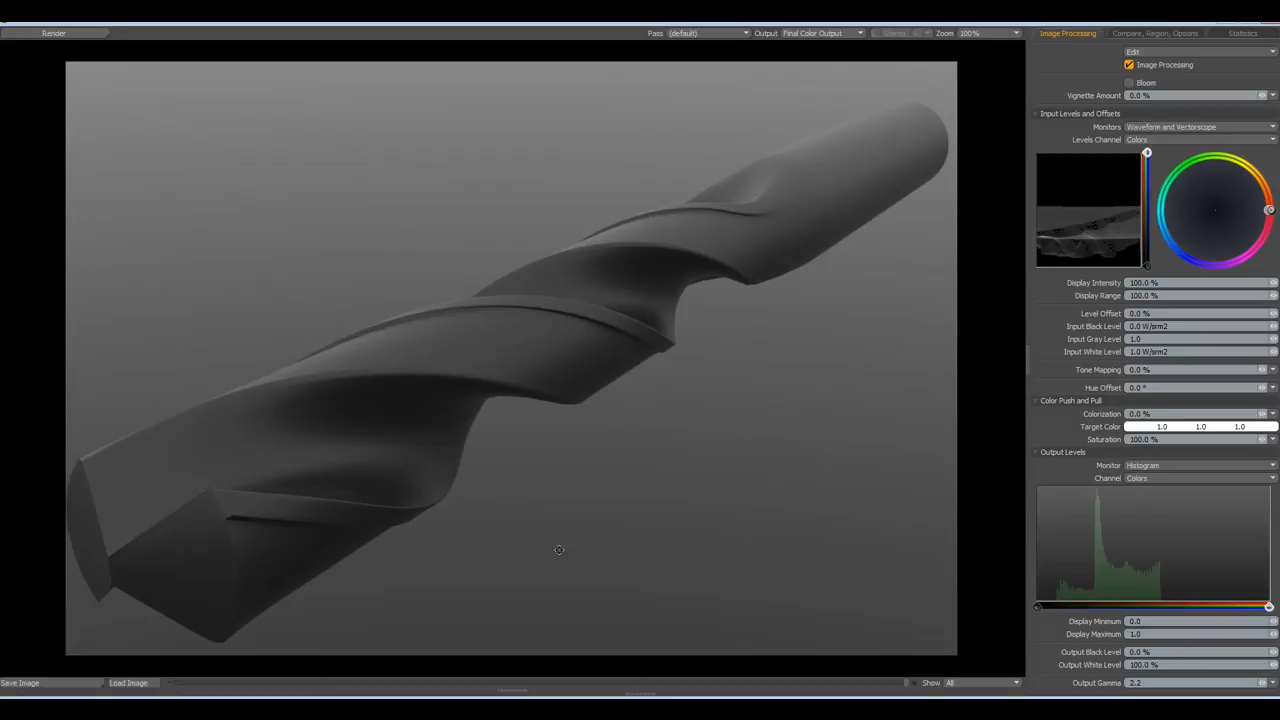 Render Pass (default) Output Final Color Output Stereo Zoom 100% Image Processing Compare, Region, Options Statistics
Edit
Image Processing
Bloom
Vignette Amount 0.0 %
Input Levels and Offsets
Monitors Waveform and Vectorscope
Levels Channel Colors
Display Intensity 100.0 %
Display Range 100.0 %
Level Offset 0.0 %
Input Black Level 0.0 W/srm2
Input Gray Level 1.0
Input White Level 1.0 W/srm2
Tone Mapping 0.0 %
Hue Offset 0.0 °
Color Push and Pull
Colorization 0.0 %
Target Color 1.0 1.0 1.0
Saturation 100.0 %
Output Levels
Monitor Histogram
Channel Colors
Display Minimum 0.0
Display Maximum 1.0
Output Black Level 0.0 %
Output White Level 100.0 %
Save Image Load Image Show All Output Gamma 2.2